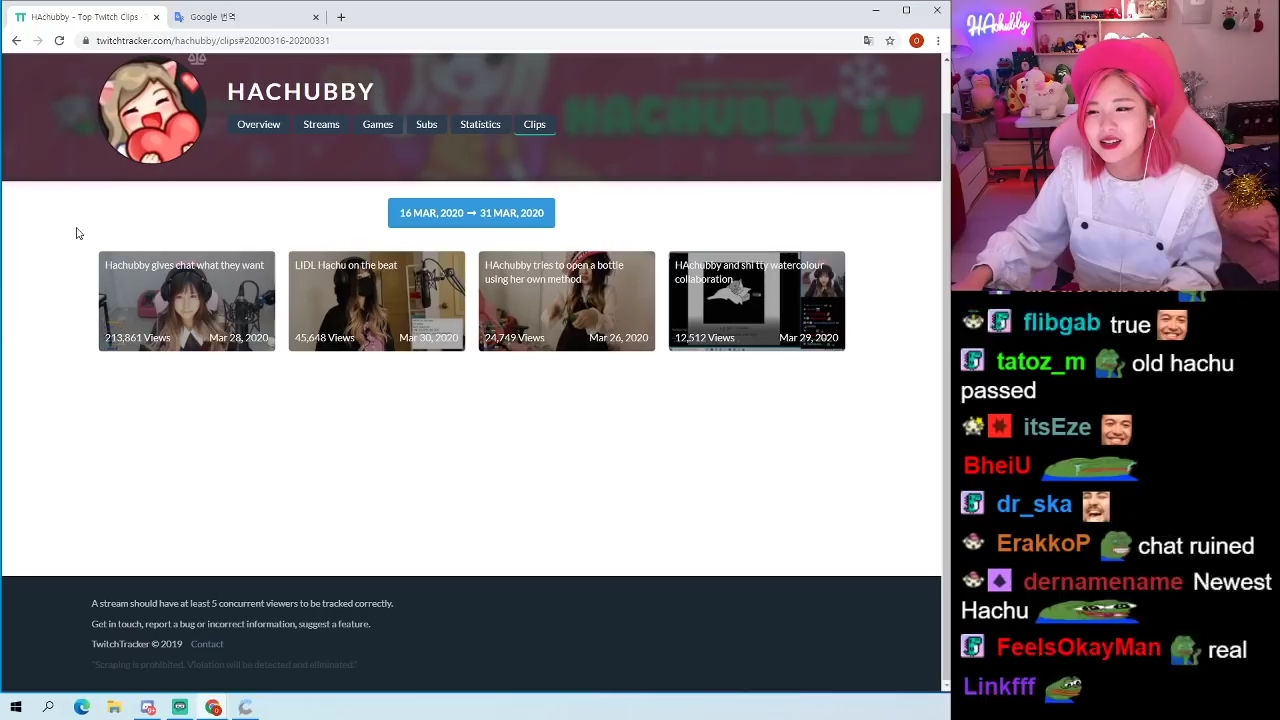 HAchubby - Top Twitch Clips -
Google 번역
twitchtracker.com/hachubby/clips#20200316-20200331
O
HAchubby
HACHUBBY
HACHUBBY TV
Overview
Streams
Games
Subs
Statistics
Clips
16 MAR, 2020 → 31 MAR, 2020
Hachubby gives chat what they want
213,861 Views
Mar 28, 2020
LIDL Hachu on the beat
45,648 Views
Mar 30, 2020
HAchubby tries to open a bottle
using her own method
24,749 Views
Mar 26, 2020
HAchubby and shi tty watercolour
collaboration
12,512 Views
Mar 29, 2020
A stream should have at least 5 concurrent viewers to be tracked correctly.
Get in touch, report a bug or incorrect information, suggest a feature.
TwitchTracker © 2019 Contact
"Scraping is prohibited. Violation will be detected and eliminated."
flibgab true
tatoz_m old hachu
passed
itsEze
BheiU
dr_ska
ErakkoP chat ruined
dernamename Newest
Hachu
FeelsOkayMan real
Linkfff